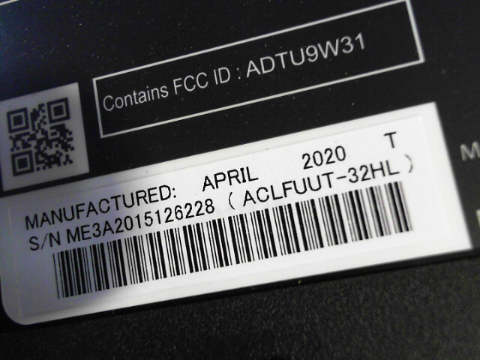 Contains FCC ID : ADTU9W31
MANUFACTURED: APRIL 2020 T
S/N ME3A2015126228 ( ACLFUUT-32HL )